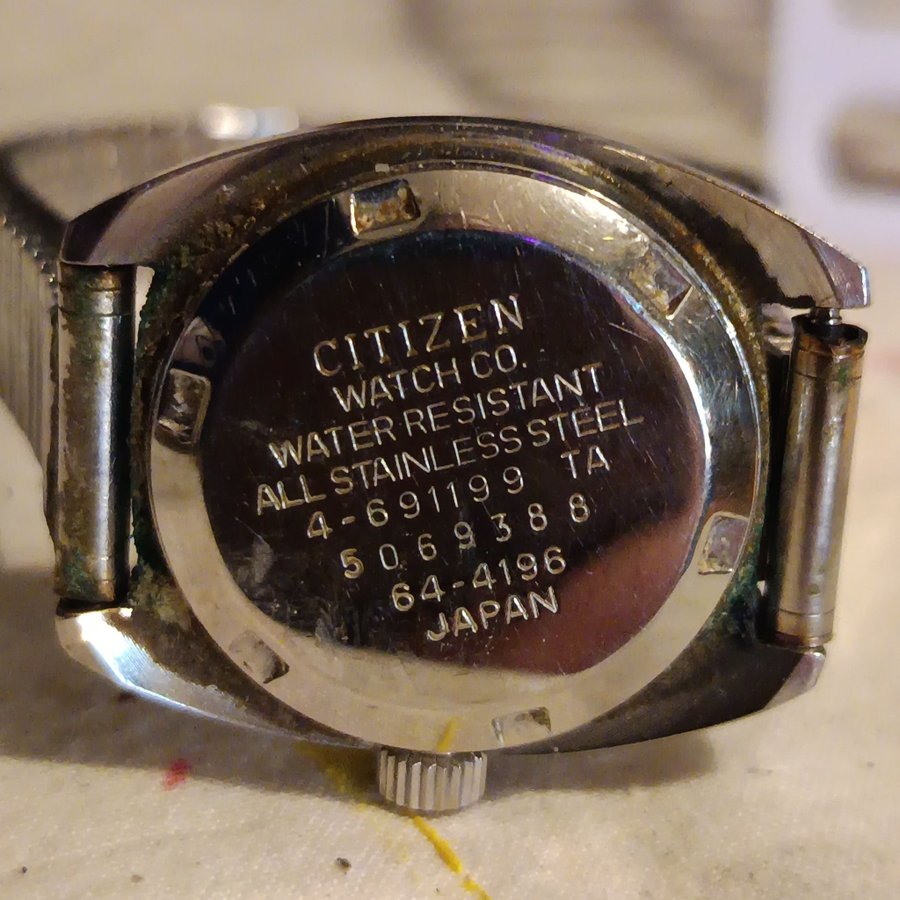 CITIZEN
WATCH CO.
WATER RESISTANT
ALL STAINLESS STEEL
4-691199 TA
5069388
64-4196
JAPAN